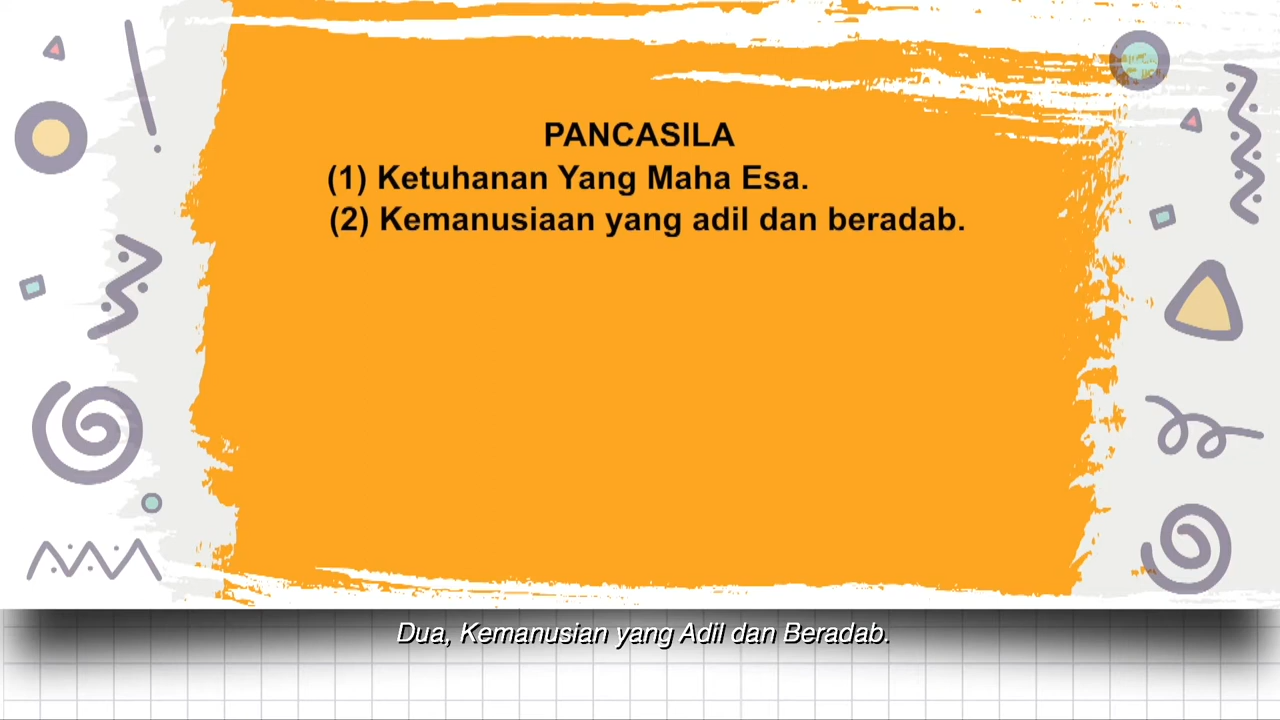 PANCASILA
(1) Ketuhanan Yang Maha Esa.
(2) Kemanusiaan yang adil dan beradab.
Dua, Kemanusian yang Adil dan Beradab.